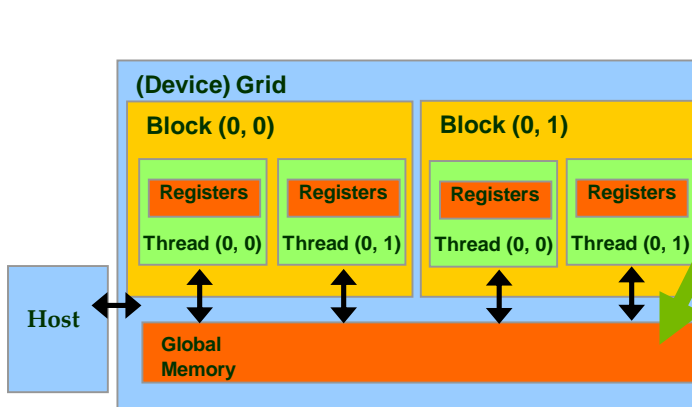 (Device) Grid
Block (0, 0)
Block (0, 1)
Registers
Registers
Registers
Registers
Thread (0, 0)
Thread (0, 1)
Thread (0, 0)
Thread (0, 1)
Host
Global
Memory